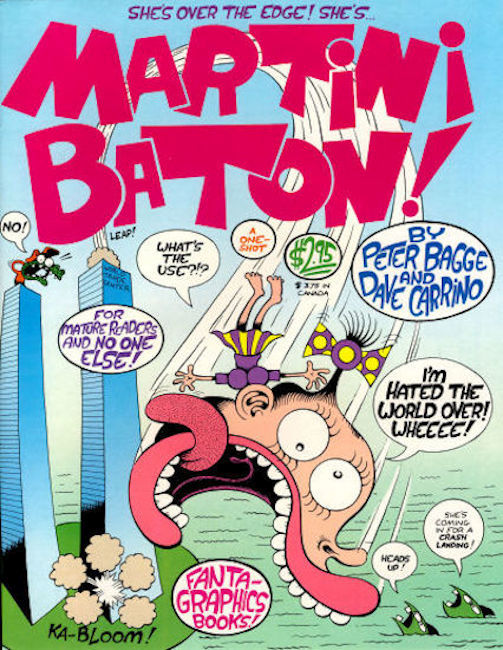 SHE'S OVER THE EDGE! SHE'S...
MARTINI
BATON!
NO!
LEAP!
WORLD
TRADE
CENTER
WHAT'S
THE
USE?!?
A
ONE-
SHOT
$2.95
$3.75 IN
CANADA
BY
PETER BAGGE
AND
DAVE CARRINO
FOR
MATURE READERS
AND NO ONE
ELSE!
I'M
HATED THE
WORLD OVER!
WHEEEE!
SHE'S
COMING
IN FOR A
CRASH
LANDING!
HEADS
UP!
FANTA-
GRAPHICS
BOOKS!
KA-BLOOM!